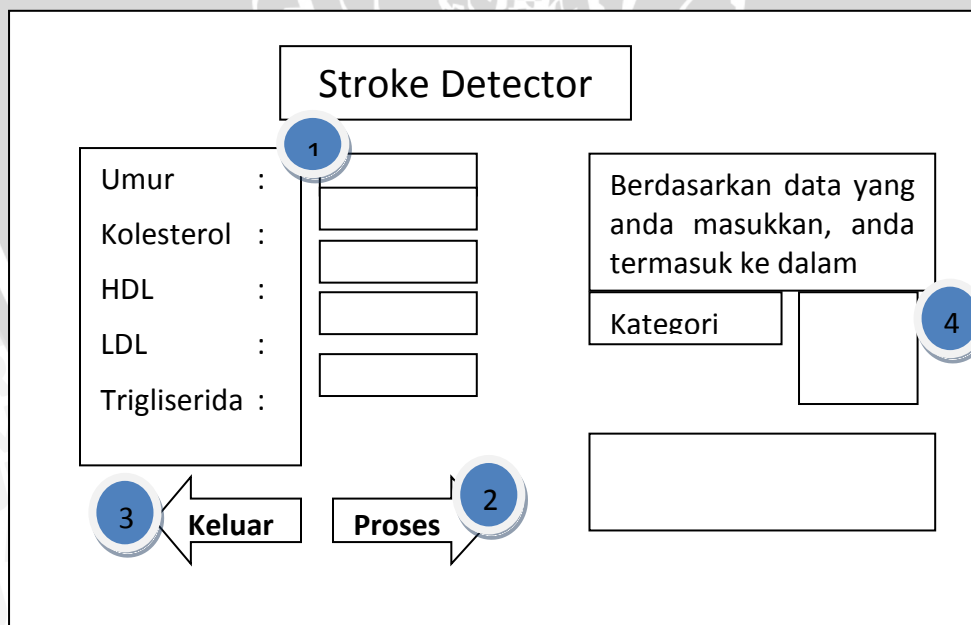 Stroke Detector
1
Umur :
Kolesterol :
HDL :
LDL :
Trigliserida :
Berdasarkan data yang
anda masukkan, anda
termasuk ke dalam
Kategori
4
3
Keluar
Proses
2